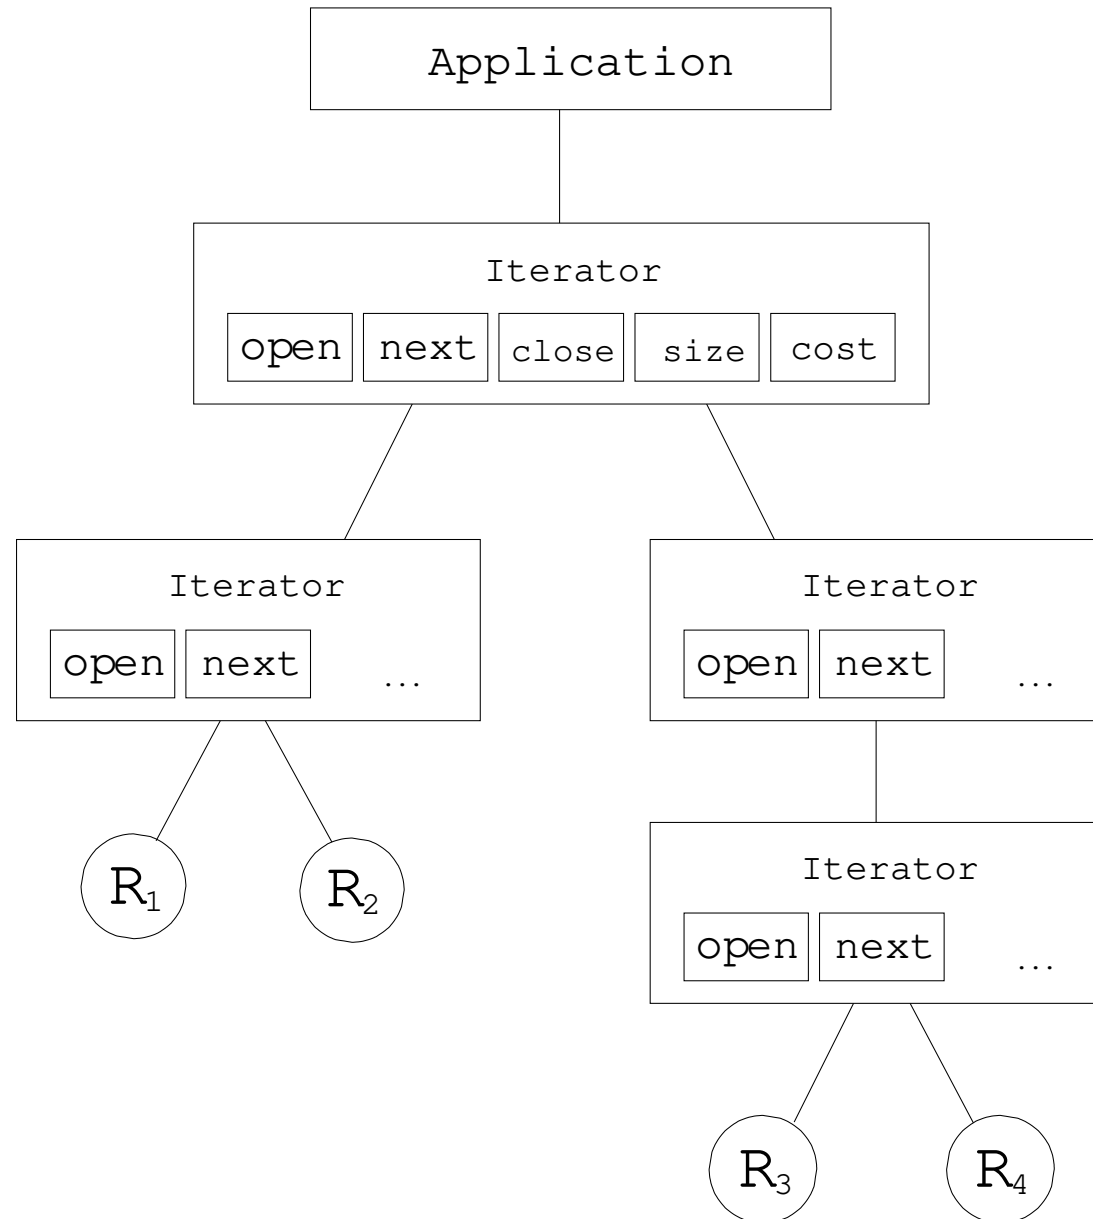 Application
Iterator
open next close size cost
Iterator Iterator
open next ... open next ...
R1 R2
Iterator
open next ...
R3 R4